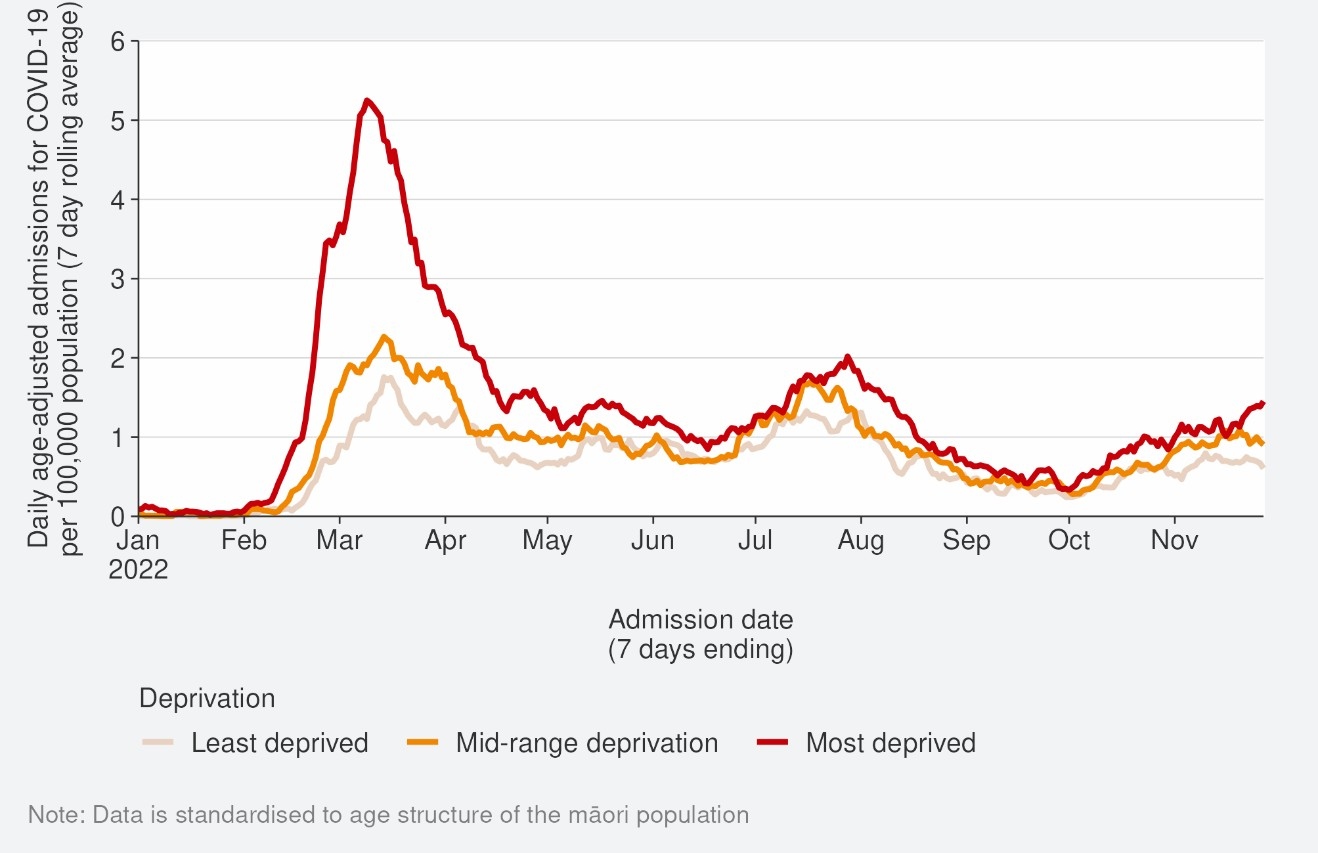 Daily age-adjusted admissions for COVID-19
per 100,000 population (7 day rolling average)
6
5
4
3
2
1
0
Jan Feb Mar Apr May Jun Jul Aug Sep Oct Nov
2022
Admission date
(7 days ending)
Deprivation
Least deprived Mid-range deprivation Most deprived
Note: Data is standardised to age structure of the māori population